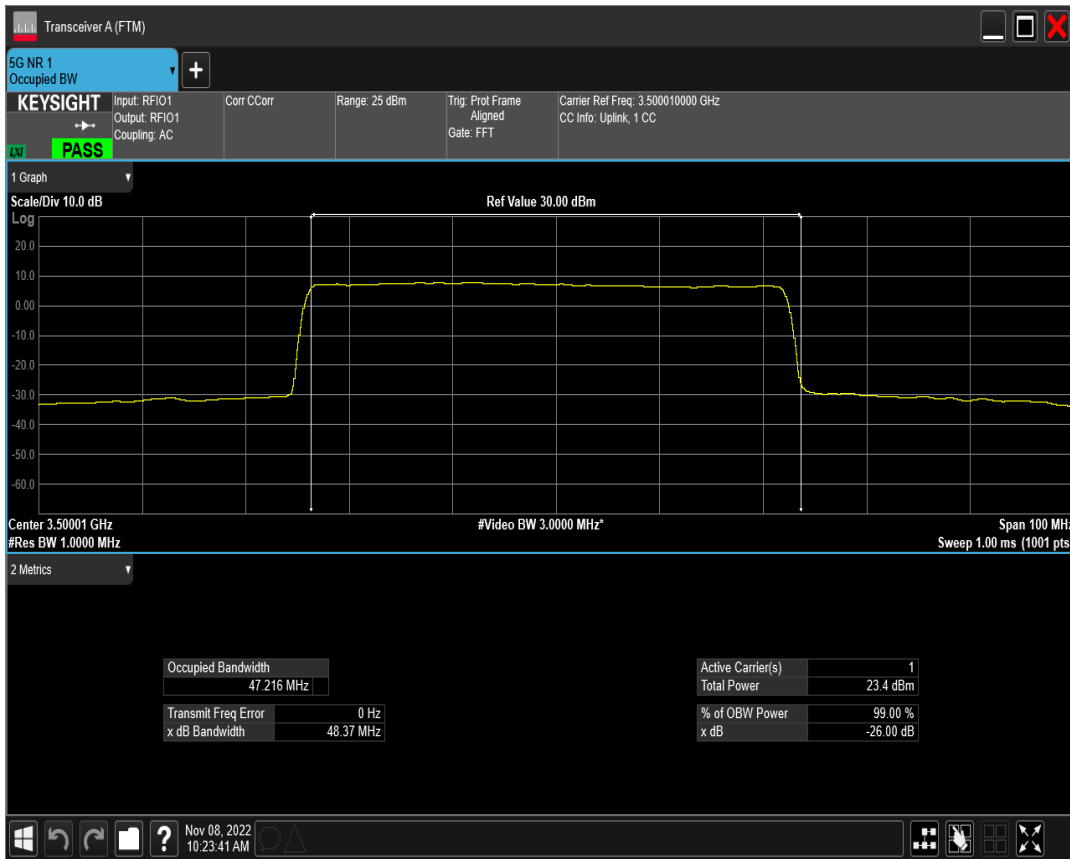 Transceiver A (FTM)
5G NR 1
Occupied BW
KEYSIGHT
LXI
PASS
Input: RFIO1
Output: RFIO1
Coupling: AC
Corr CCorr
Range: 25 dBm
Trig: Prot Frame
Aligned
Gate: FFT
Carrier Ref Freq: 3.500010000 GHz
CC Info: Uplink, 1 CC
1 Graph
Scale/Div 10.0 dB
Ref Value 30.00 dBm
Log
20.0
10.0
0.00
-10.0
-20.0
-30.0
-40.0
-50.0
-60.0
Center 3.50001 GHz
#Video BW 3.0000 MHz*
Span 100 MHz
#Res BW 1.0000 MHz
Sweep 1.00 ms (1001 pts
2 Metrics
Occupied Bandwidth
47.216 MHz
Transmit Freq Error 0 Hz
x dB Bandwidth 48.37 MHz
Active Carrier(s) 1
Total Power 23.4 dBm
% of OBW Power 99.00 %
x dB -26.00 dB
?
Nov 08, 2022
10:23:41 AM